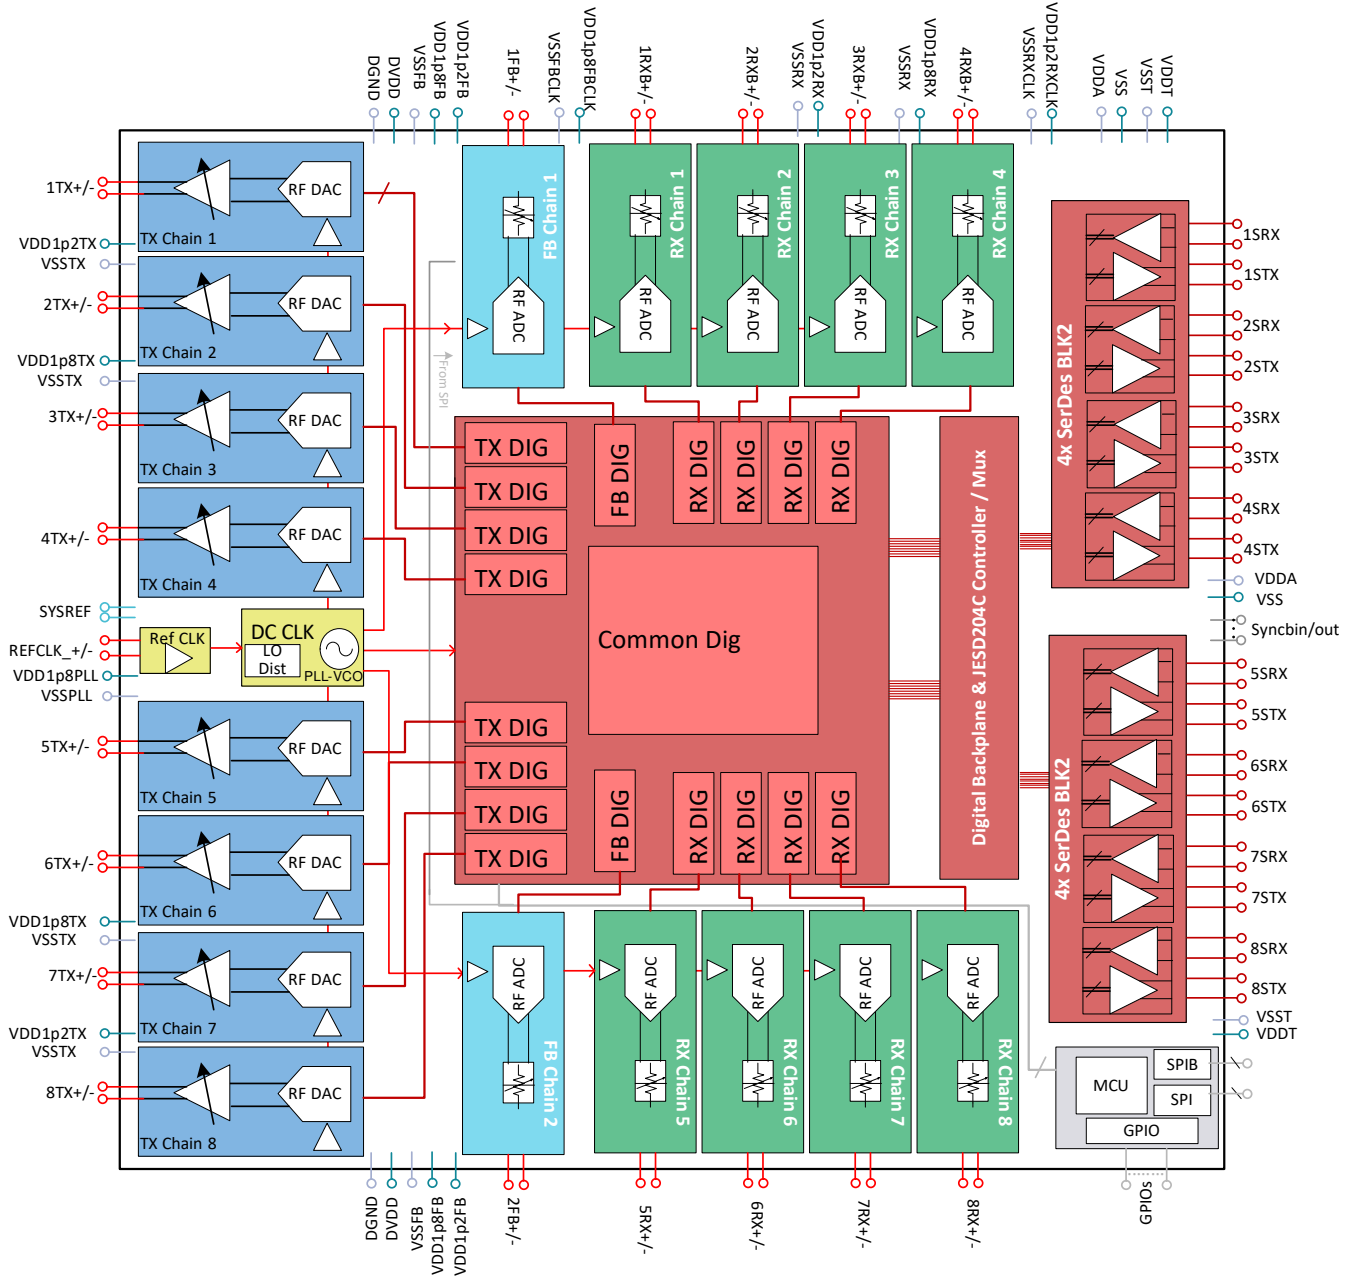 DGND
DVDD
VSSFB
VDD1p8FB
VDD1p2FB
1FB+/-
VSSFBCLK
VDD1p8FBCLK
1RXB+/-
2RXB+/-
VSSRX
VDD1p2RX
3RXB+/-
VSSRX
VDD1p8RX
4RXB+/-
VSSRXCLK
VDD1p2RXCLK
VDDA
VSS
VSST
VDDT
1TX+/-
VDD1p2TX
VSSTX
2TX+/-
VDD1p8TX
VSSTX
3TX+/-
4TX+/-
SYSREF
REFCLK_+/-
VDD1p8PLL
VSSPLL
5TX+/-
6TX+/-
VDD1p8TX
VSSTX
7TX+/-
VDD1p2TX
VSSTX
8TX+/-
RF DAC
TX Chain 1
RF DAC
TX Chain 2
RF DAC
TX Chain 3
RF DAC
TX Chain 4
Ref CLK
DC CLK
LO
Dist
PLL-VCO
RF DAC
TX Chain 5
RF DAC
TX Chain 6
RF DAC
TX Chain 7
RF DAC
TX Chain 8
FB Chain 1
RF ADC
RX Chain 1
RF ADC
RX Chain 2
RF ADC
RX Chain 3
RF ADC
RX Chain 4
RF ADC
From SPI
TX DIG
TX DIG
TX DIG
TX DIG
FB DIG
RX DIG
RX DIG
RX DIG
RX DIG
Common Dig
TX DIG
TX DIG
TX DIG
TX DIG
FB DIG
RX DIG
RX DIG
RX DIG
RX DIG
Digital Backplane & JESD204C Controller / Mux
4x SerDes BLK2
4x SerDes BLK2
1SRX
1STX
2SRX
2STX
3SRX
3STX
4SRX
4STX
VDDA
VSS
Syncbin/out
5SRX
5STX
6SRX
6STX
7SRX
7STX
8SRX
8STX
VSST
VDDT
RF ADC
FB Chain 2
RF ADC
RX Chain 5
RF ADC
RX Chain 6
RF ADC
RX Chain 7
RF ADC
RX Chain 8
MCU
SPIB
SPI
GPIO
DGND
DVDD
VSSFB
VDD1p8FB
VDD1p2FB
2FB+/-
5RX+/-
6RX+/-
7RX+/-
8RX+/-
GPIOs